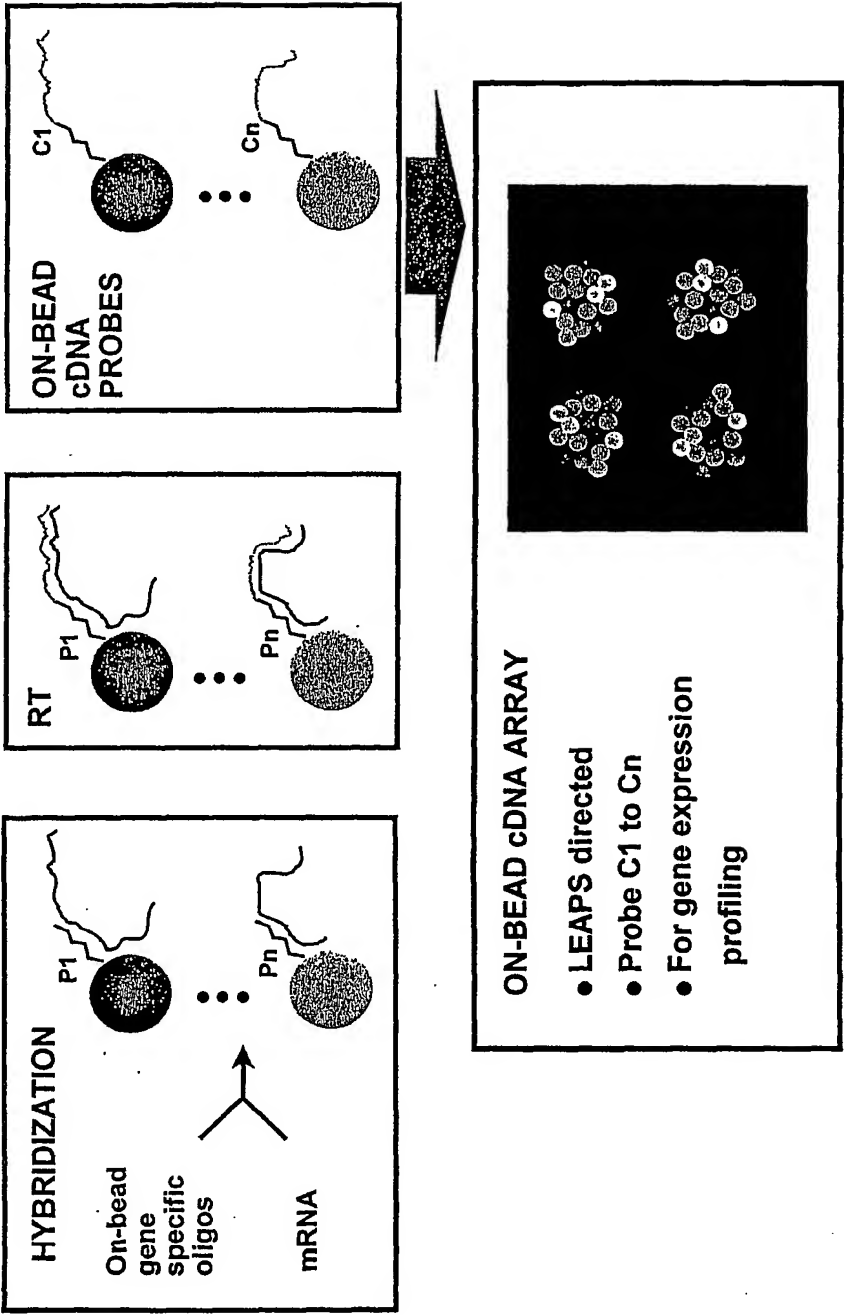 HYBRIDIZATION
On-bead
gene
specific
oligos
mRNA
P1
Pn
RT
P1
Pn
ON-BEAD
cDNA
PROBES
C1
Cn
ON-BEAD cDNA ARRAY
● LEAPS directed
● Probe C1 to Cn
● For gene expression
profiling